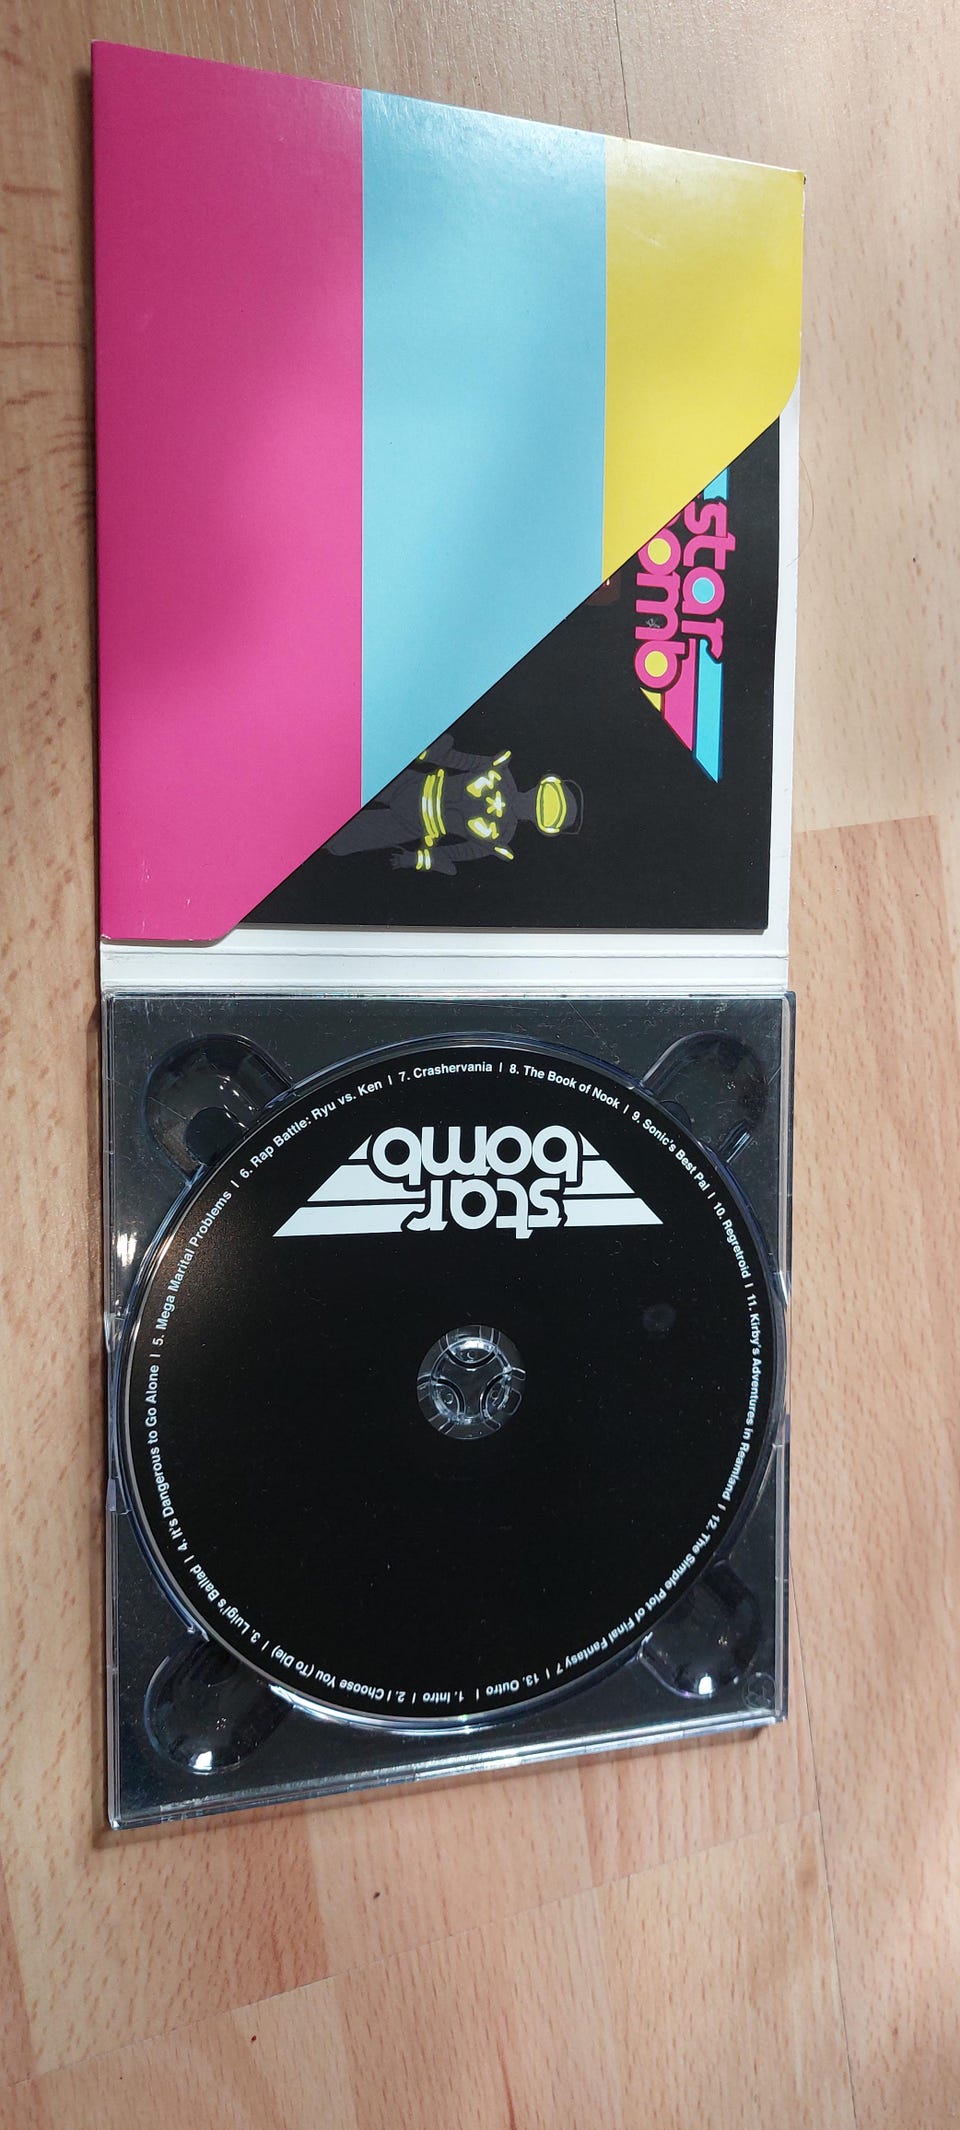 star
bomb
star
bomb
1. Intro | 2. I Choose You (To Die) | 3. Luigi's Ballad | 4. It's Dangerous to Go Alone | 5. Mega Marital Problems | 6. Rap Battle: Ryu vs. Ken | 7. Crashervania | 8. The Book of Nook | 9. Sonic's Best Pal | 10. Regretroid | 11. Kirby's Adventures in Reamland | 12. The Simple Plot of Final Fantasy 7 | 13. Outro |